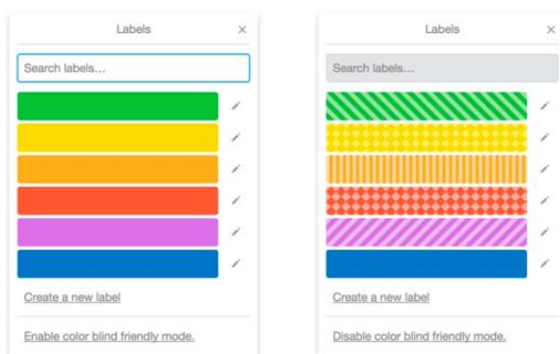 Labels
Search labels...
Create a new label
Enable color blind friendly mode.
Labels
Search labels...
Create a new label
Disable color blind friendly mode.